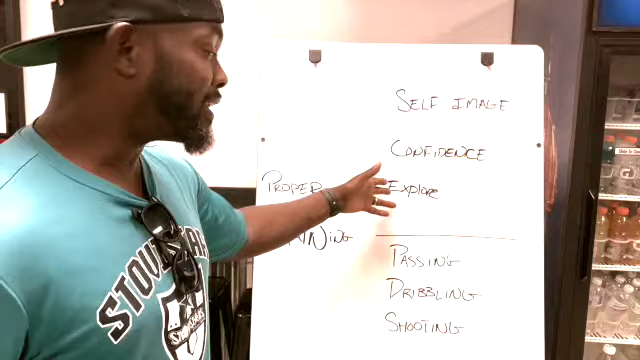 SELF IMAGE
CONFIDENCE
PROPER
EXPLORE
PASSING
DRIBBLING
SHOOTING